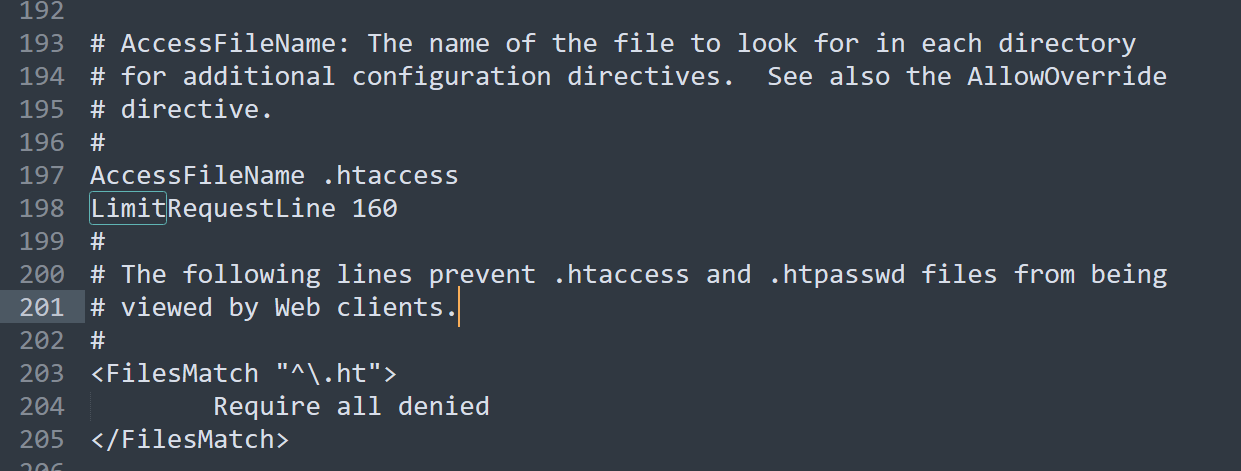 192
193 # AccessFileName: The name of the file to look for in each directory
194 # for additional configuration directives.  See also the AllowOverride
195 # directive.
196 #
197 AccessFileName .htaccess
198 LimitRequestLine 160
199 #
200 # The following lines prevent .htaccess and .htpasswd files from being
201 # viewed by Web clients.
202 #
203 <FilesMatch "^\.ht">
204         Require all denied
205 </FilesMatch>
206